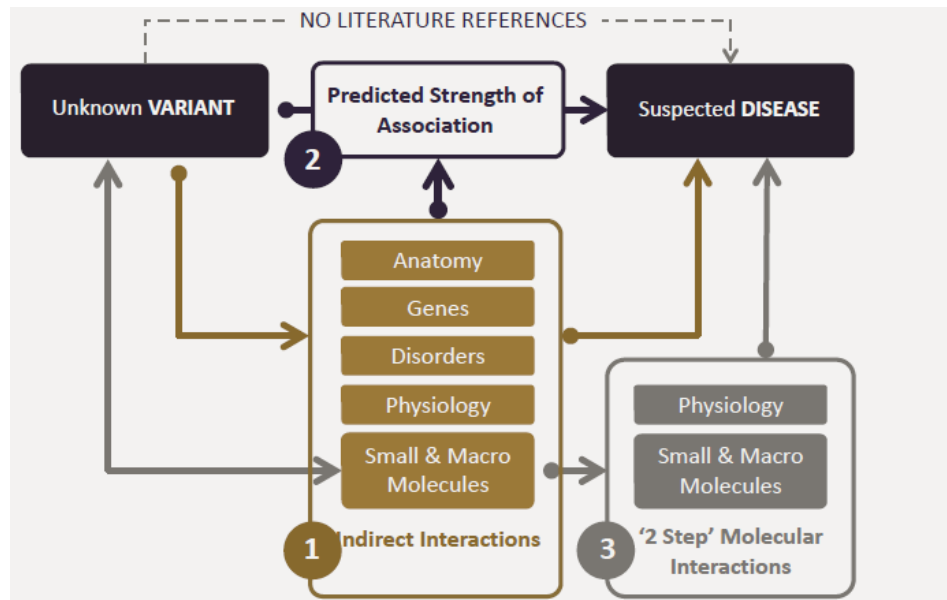 NO LITERATURE REFERENCES
Unknown VARIANT
Predicted Strength of
Association
Suspected DISEASE
2
Anatomy
Genes
Disorders
Physiology
Small & Macro
Molecules
1
Indirect Interactions
Physiology
Small & Macro
Molecules
3
‘2 Step’ Molecular
Interactions